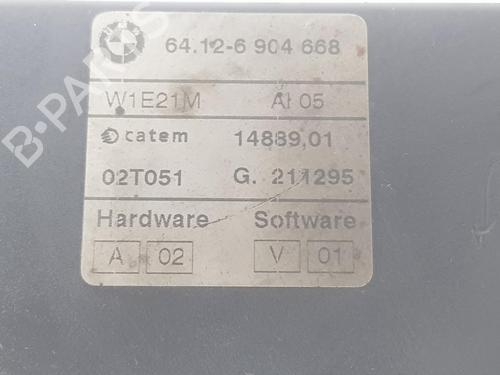 64.12-6 904 668
W1E21M AI 05
catem 14889,01
02T051 G. 211295
Hardware Software
A 02 V 01
B-PARTS